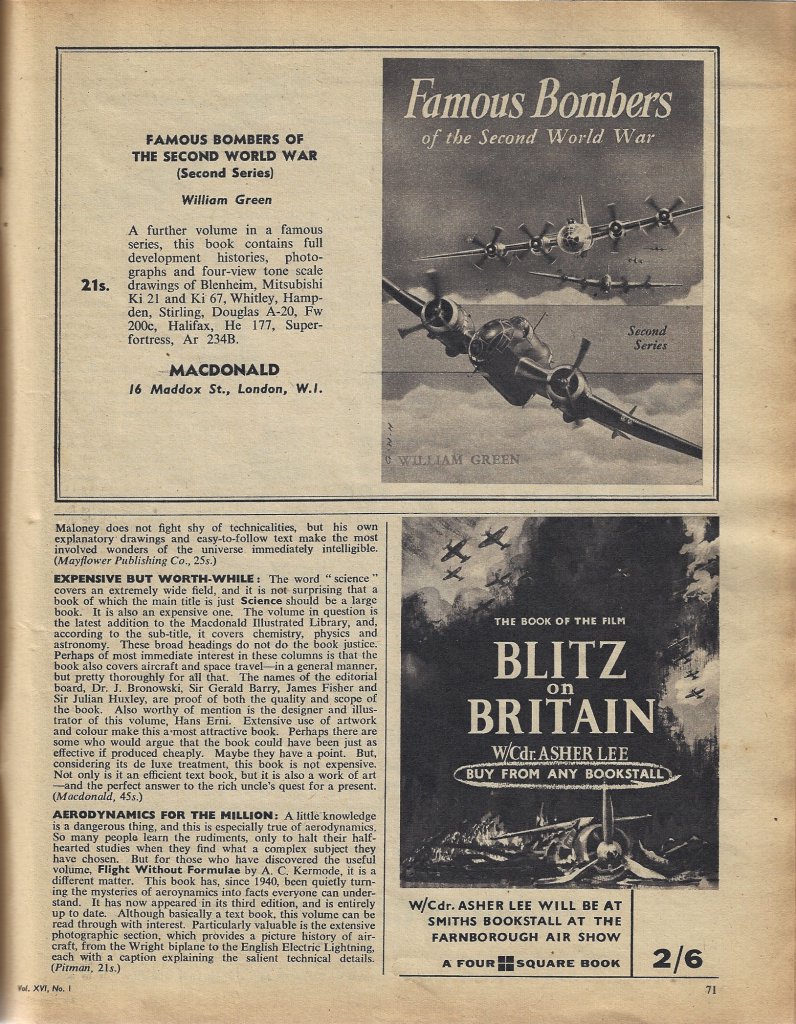 FAMOUS BOMBERS OF
THE SECOND WORLD WAR
(Second Series)
William Green
A further volume in a famous
series, this book contains full
development histories, photo-
graphs and four-view tone scale
21s.
drawings of Blenheim, Mitsubishi
Ki 21 and Ki 67, Whitley, Hamp-
den, Stirling, Douglas A-20, Fw
200c, Halifax, He 177, Super-
fortress, Ar 234B.
MACDONALD
16 Maddox St., London, W.I.
Famous Bombers
of the Second World War
Second
Series
WILLIAM GREEN
Maloney does not fight shy of technicalities, but his own
explanatory drawings and easy-to-follow text make the most
involved wonders of the universe immediately intelligible.
(Mayflower Publishing Co., 25s.)
EXPENSIVE BUT WORTH-WHILE: The word "science"
covers an extremely wide field, and it is not surprising that a
book of which the main title is just Science should be a large
book. It is also an expensive one. The volume in question is
the latest addition to the Macdonald Illustrated Library, and,
according to the sub-title, it covers chemistry, physics and
astronomy. These broad headings do not do the book justice.
Perhaps of most immediate interest in these columns is that the
book also covers aircraft and space travel—in a general manner,
but pretty thoroughly for all that. The names of the editorial
board, Dr. J. Bronowski, Sir Gerald Barry, James Fisher and
Sir Julian Huxley, are proof of both the quality and scope of
the book. Also worthy of mention is the designer and illus-
trator of this volume, Hans Erni. Extensive use of artwork
and colour make this a most attractive book. Perhaps there are
some who would argue that the book could have been just as
effective if produced cheaply. Maybe they have a point. But,
considering its de luxe treatment, this book is not expensive.
Not only is it an efficient text book, but it is also a work of art
—and the perfect answer to the rich uncle's quest for a present.
(Macdonald, 45s.)
AERODYNAMICS FOR THE MILLION: A little knowledge
is a dangerous thing, and this is especially true of aerodynamics.
So many people learn the rudiments, only to halt their half-
hearted studies when they find what a complex subject they
have chosen. But for those who have discovered the useful
volume, Flight Without Formulae by A. C. Kermode, it is a
different matter. This book has, since 1940, been quietly turn-
ing the mysteries of aeroynamics into facts everyone can under-
stand. It has now appeared in its third edition, and is entirely
up to date. Although basically a text book, this volume can be
read through with interest. Particularly valuable is the extensive
photographic section, which provides a picture history of air-
craft, from the Wright biplane to the English Electric Lightning,
each with a caption explaining the salient technical details.
(Pitman, 21s.)
THE BOOK OF THE FILM
BLITZ
on
BRITAIN
W/Cdr. ASHER LEE
BUY FROM ANY BOOKSTALL
W/Cdr. ASHER LEE WILL BE AT
SMITHS BOOKSTALL AT THE
FARNBOROUGH AIR SHOW
A FOUR SQUARE BOOK
2/6
Vol. XVI, No. 1
71